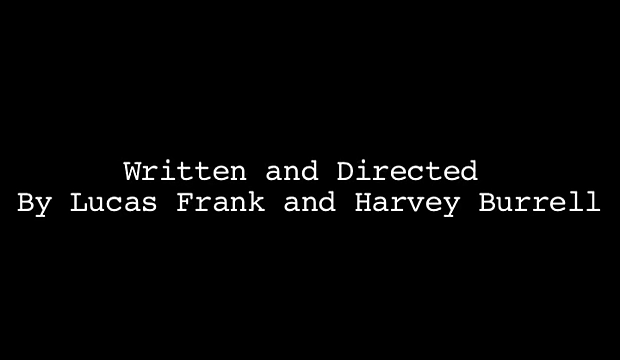 Written and Directed
By Lucas Frank and Harvey Burrell